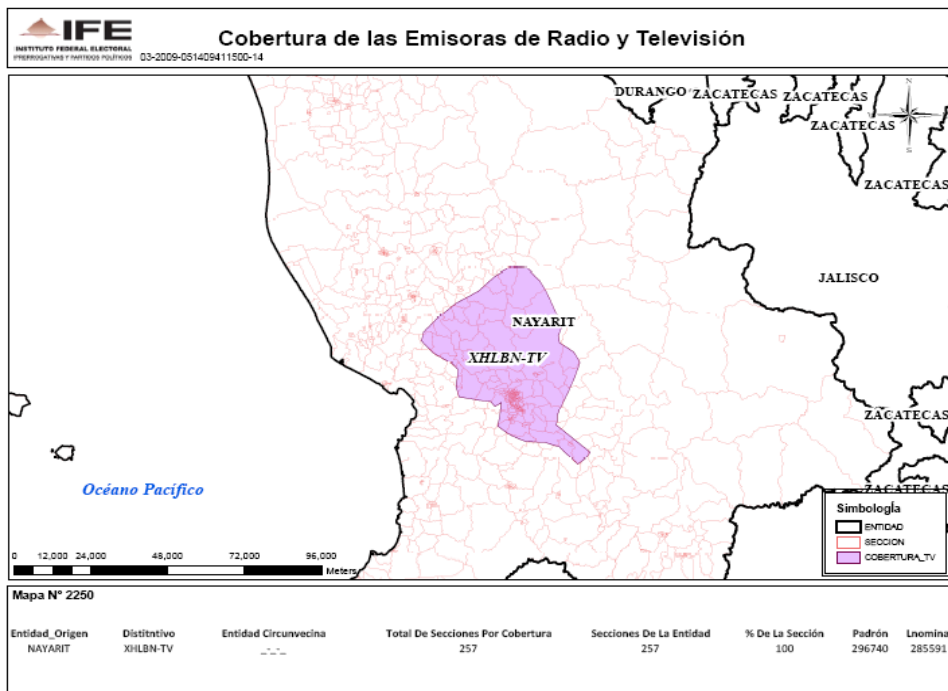 IFE
INSTITUTO FEDERAL ELECTORAL
PRERROGATIVAS Y PARTIDOS POLÍTICOS
03-2009-051409411500-14
Cobertura de las Emisoras de Radio y Televisión
DURANGO
ZACATECAS
ZACATECAS
N
ZACATECAS
S
ZACATECAS
JALISCO
NAYARIT
XHLBN-TV
ZACATECAS
Océano Pacífico
ZACATECAS
Simbología
ENTIDAD
SECCION
COBERTURA_TV
0 12,000 24,000 48,000 72,000 96,000
Meters
Mapa N° 2250
Entidad_Origen Distitntivo Entidad Circunvecina Total De Secciones Por Cobertura Secciones De La Entidad % De La Sección Padrón Lnomina
NAYARIT XHLBN-TV _-_-_ 257 257 100 296740 285591